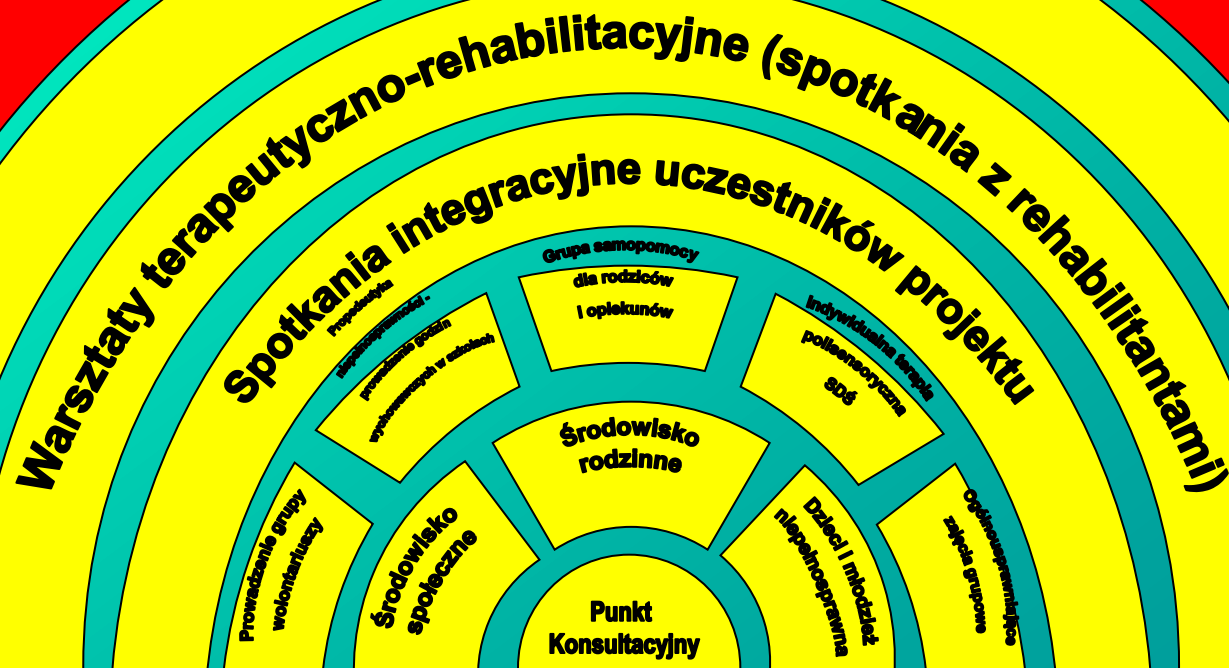 Warsztaty terapeutyczno-rehabilitacyjne (spotkania z rehabilitantami)
Spotkania integracyjne uczestników projektu
Grupa samopomocy
dla rodziców
i opiekunów
Propedeutyka
niepełnosprawności -
prowadzenie godzin
wychowawczych w szkołach
Indywidualna terapia
polisensoryczna
SDŚ
Środowisko
rodzinne
Prowadzenie grupy
wolontariuszy
Środowisko
społeczne
Dzieci i młodzież
niepełnosprawna
Ogólnousprawniające
zajęcia grupowe
Punkt
Konsultacyjny